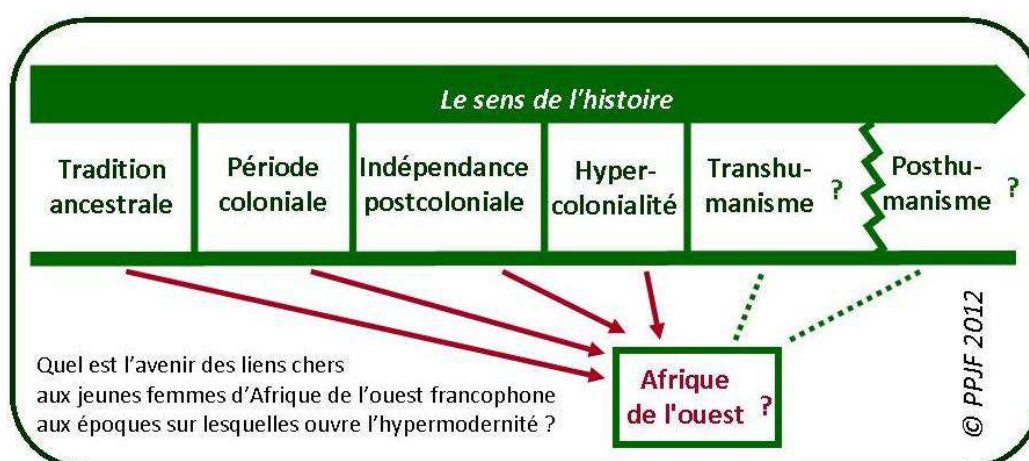 Le sens de l'histoire
Tradition
ancestrale
Période
coloniale
Indépendance
postcoloniale
Hyper-
colonialité
Transhu-
manisme ?
Posthu-
manisme ?
Quel est l'avenir des liens chers
aux jeunes femmes d'Afrique de l'ouest francophone
aux époques sur lesquelles ouvre l'hypermodernité ?
Afrique
de l'ouest ?
© PPJF 2012